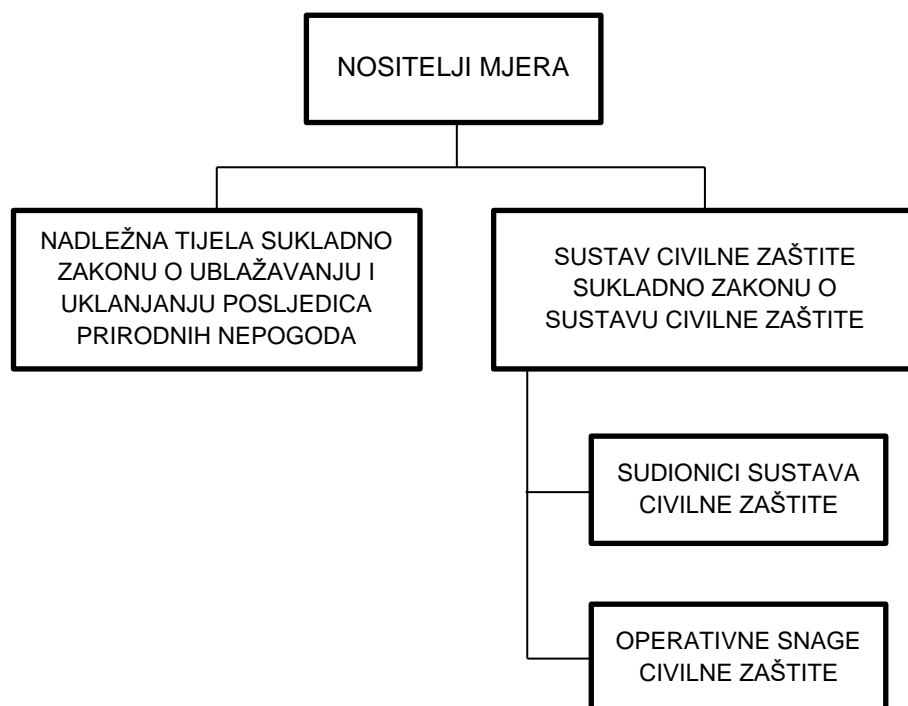 NOSITELJI MJERA
NADLEŽNA TIJELA SUKLADNO
ZAKONU O UBLAŽAVANJU I
UKLANJANJU POSLJEDICA
PRIRODNIH NEPOGODA
SUSTAV CIVILNE ZAŠTITE
SUKLADNO ZAKONU O
SUSTAVU CIVILNE ZAŠTITE
SUDIONICI SUSTAVA
CIVILNE ZAŠTITE
OPERATIVNE SNAGE
CIVILNE ZAŠTITE